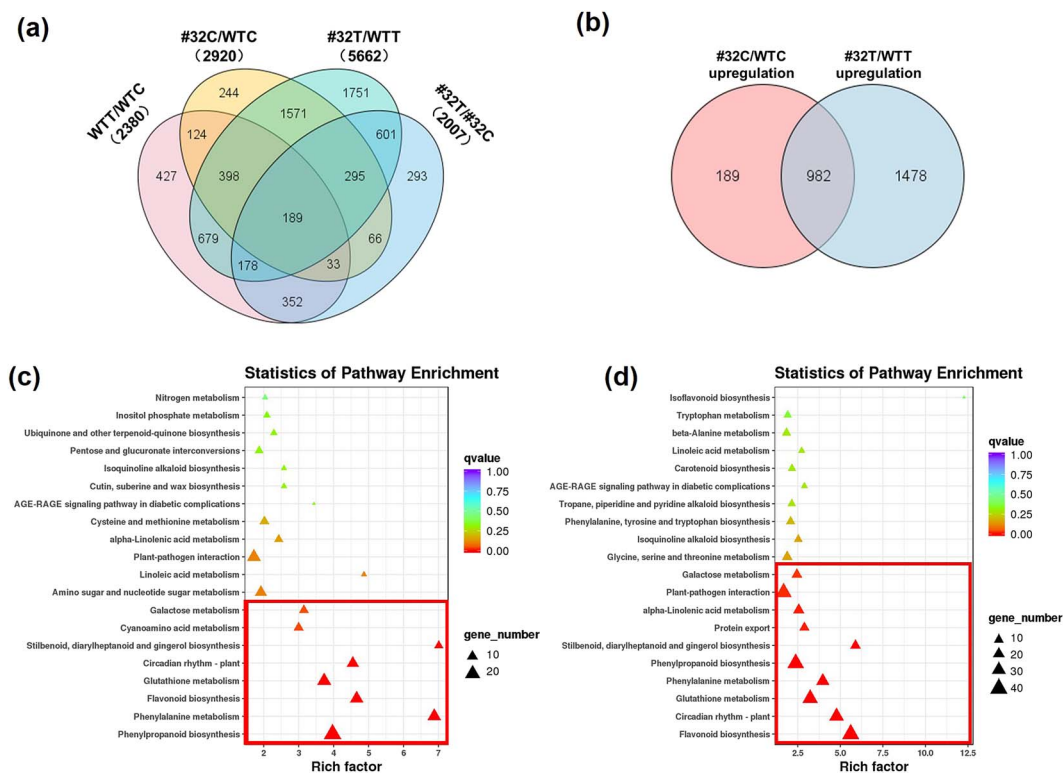 (a)
#32C/WTC
（2920）
#32T/WTT
（5662）
WTT/WTC
（2380）
#32T/#32C
（2007）
244
1751
124
1571
601
427
398
295
293
189
679
66
178
33
352
(b)
#32C/WTC
upregulation
#32T/WTT
upregulation
189
982
1478
(c)
Statistics of Pathway Enrichment
Nitrogen metabolism
Inositol phosphate metabolism
Ubiquinone and other terpenoid-quinone biosynthesis
Pentose and glucuronate interconversions
Isoquinoline alkaloid biosynthesis
Cutin, suberine and wax biosynthesis
AGE-RAGE signaling pathway in diabetic complications
Cysteine and methionine metabolism
alpha-Linolenic acid metabolism
Plant-pathogen interaction
Linoleic acid metabolism
Amino sugar and nucleotide sugar metabolism
Galactose metabolism
Cyanoamino acid metabolism
Stilbenoid, diarylheptanoid and gingerol biosynthesis
Circadian rhythm - plant
Glutathione metabolism
Flavonoid biosynthesis
Phenylalanine metabolism
Phenylpropanoid biosynthesis
2 3 4 5 6 7
Rich factor
qvalue
1.00
0.75
0.50
0.25
0.00
gene_number
10
20
(d)
Statistics of Pathway Enrichment
Isoflavonoid biosynthesis
Tryptophan metabolism
beta-Alanine metabolism
Linoleic acid metabolism
Carotenoid biosynthesis
AGE-RAGE signaling pathway in diabetic complications
Tropane, piperidine and pyridine alkaloid biosynthesis
Phenylalanine, tyrosine and tryptophan biosynthesis
Isoquinoline alkaloid biosynthesis
Glycine, serine and threonine metabolism
Galactose metabolism
Plant-pathogen interaction
alpha-Linolenic acid metabolism
Protein export
Stilbenoid, diarylheptanoid and gingerol biosynthesis
Phenylpropanoid biosynthesis
Phenylalanine metabolism
Glutathione metabolism
Circadian rhythm - plant
Flavonoid biosynthesis
2.5 5.0 7.5 10.0 12.5
Rich factor
qvalue
1.00
0.75
0.50
0.25
0.00
gene_number
10
20
30
40